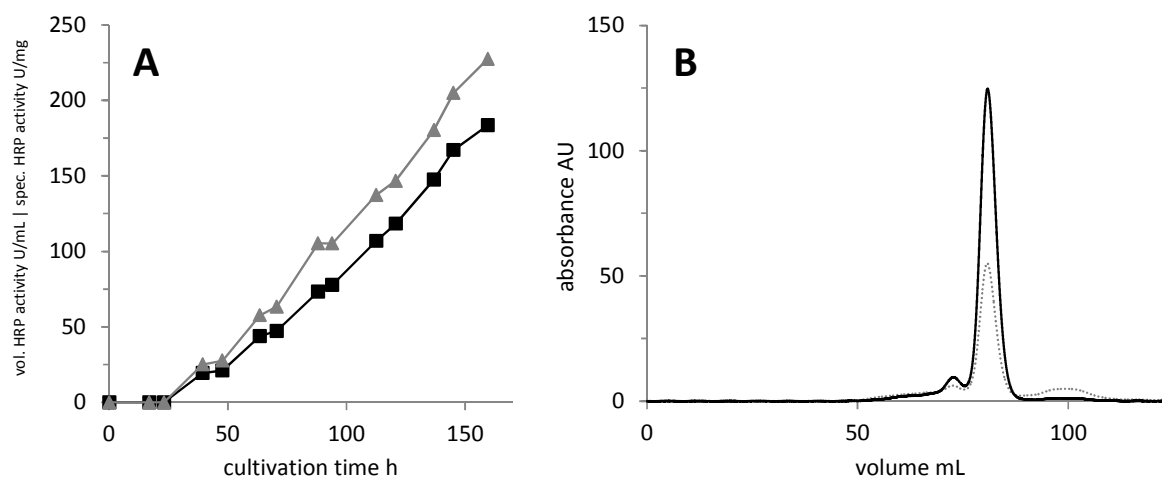 A
250
200
150
100
50
0
0 50 100 150
cultivation time h
vol. HRP activity U/mL | spec. HRP activity U/mg
B
150
100
50
0
0 50 100
volume mL
absorbance AU